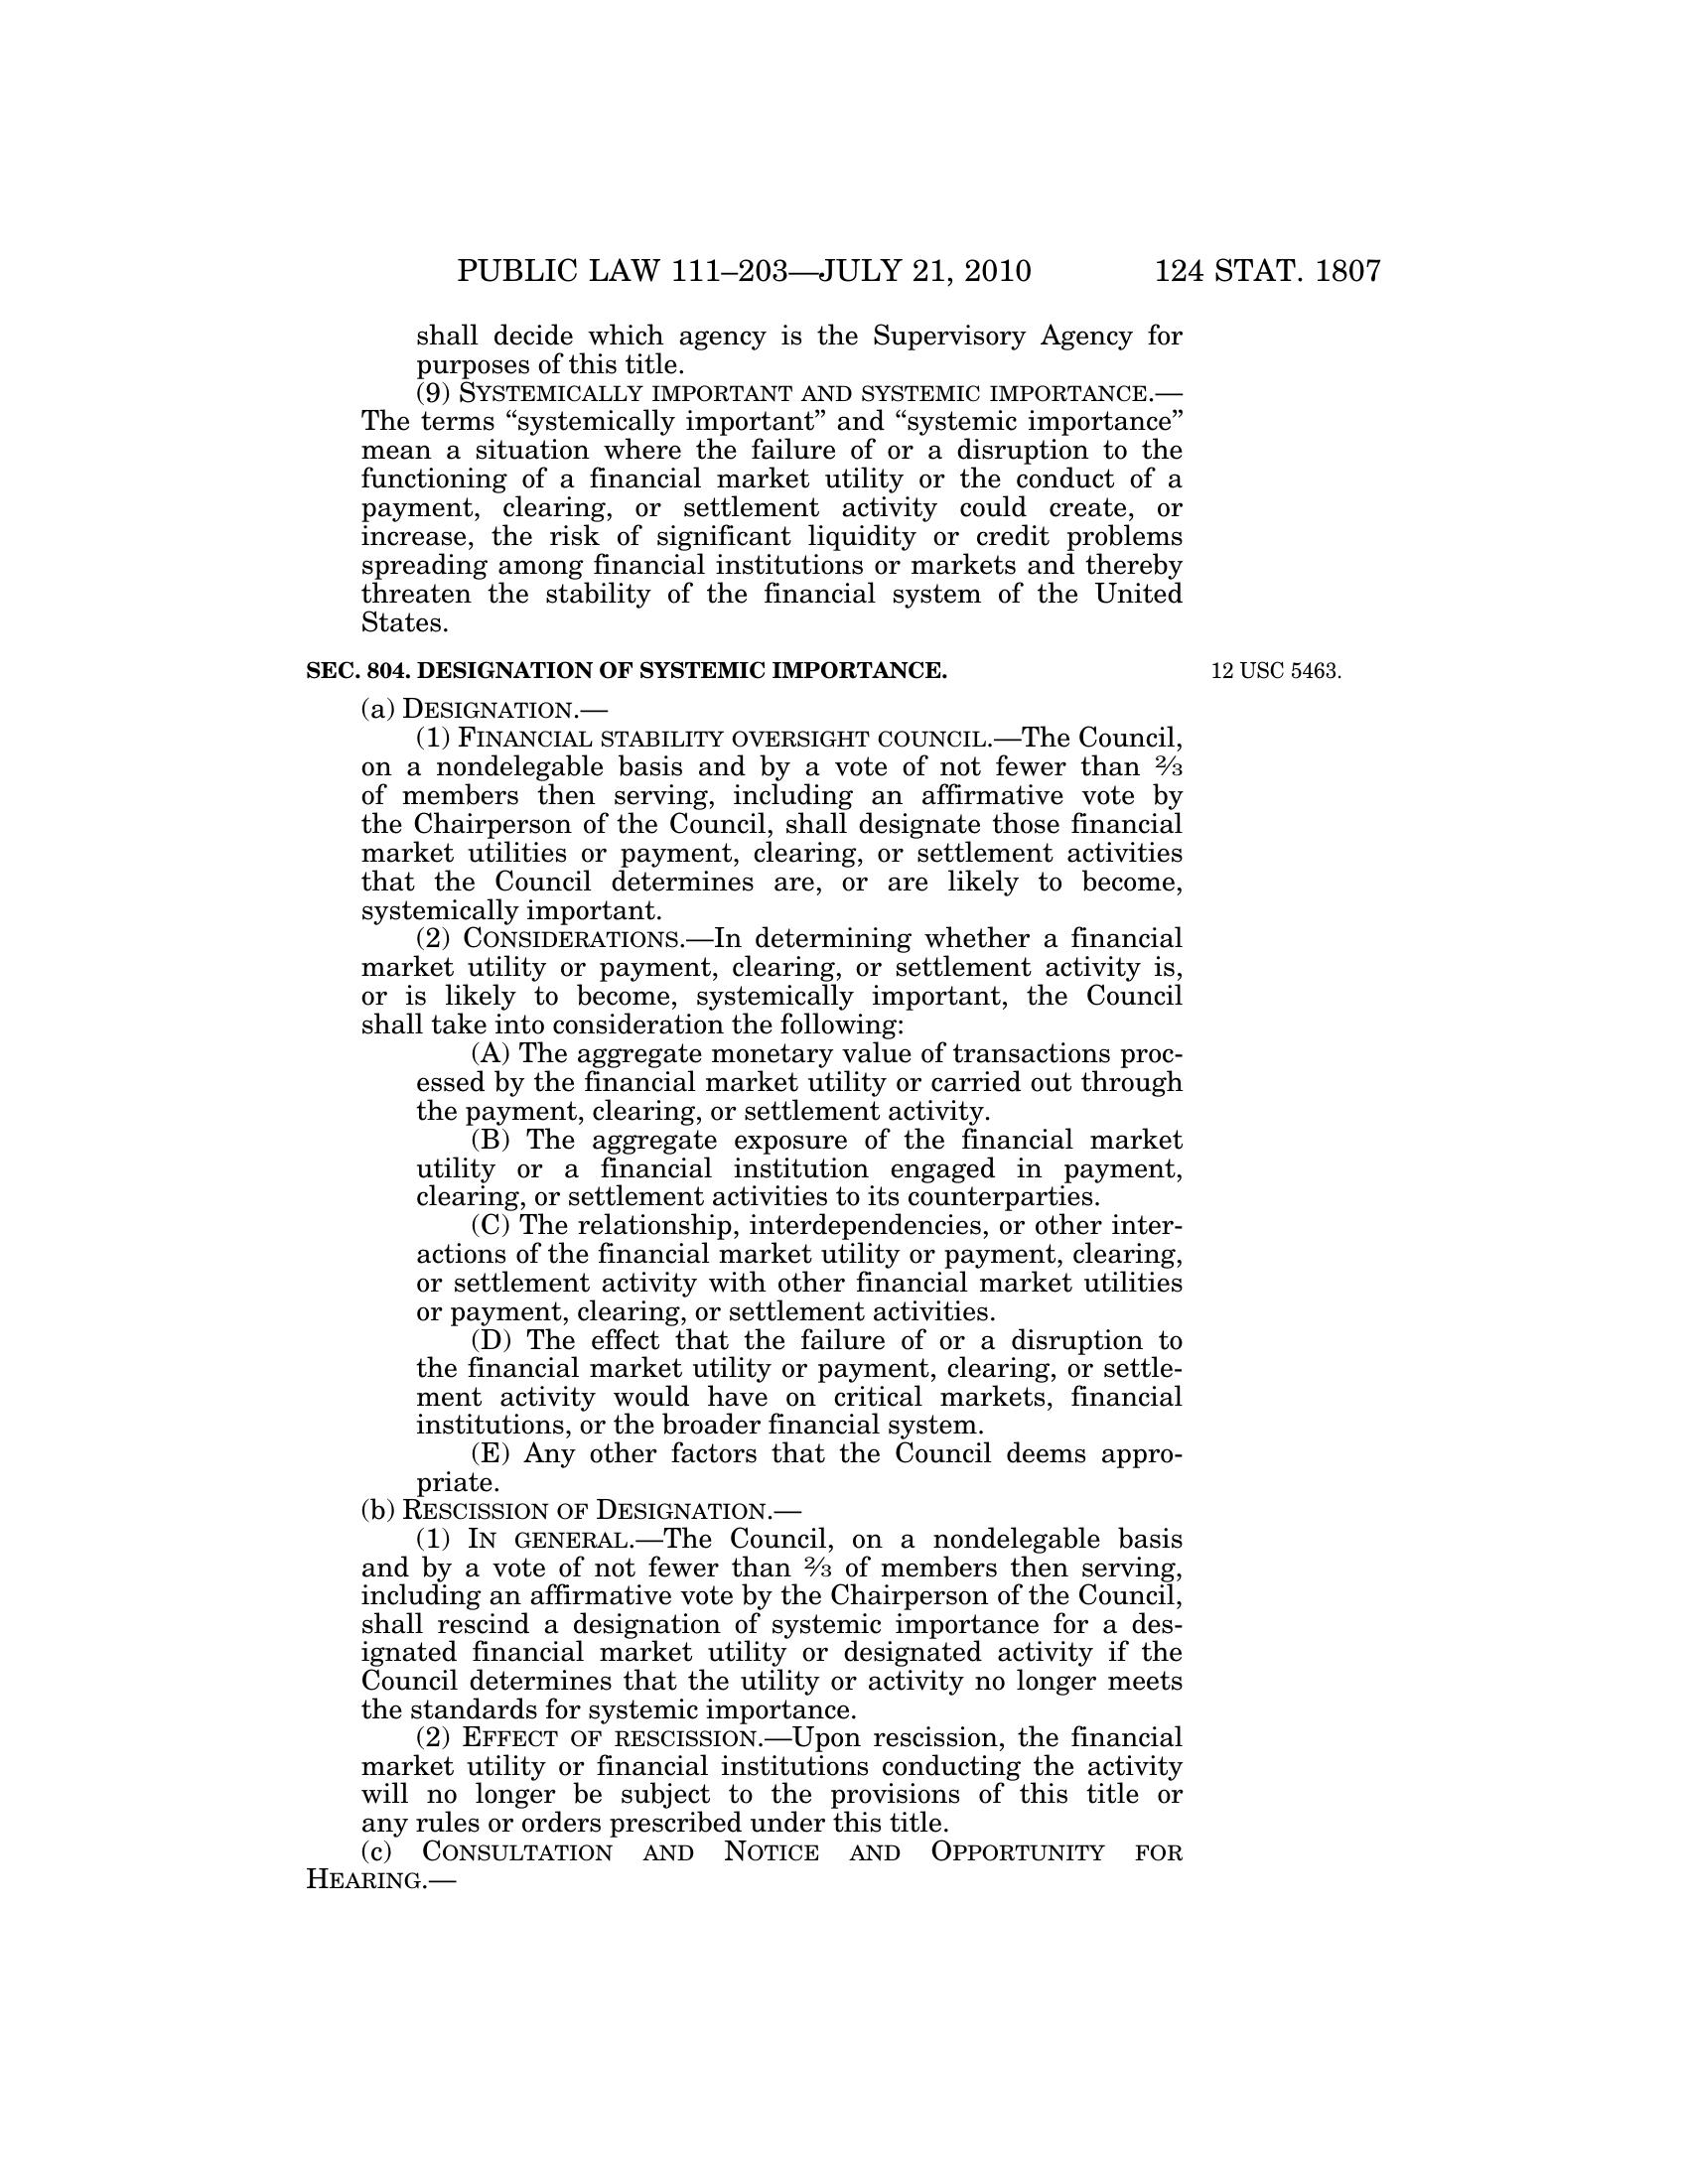 PUBLIC LAW 111–203—JULY 21, 2010 124 STAT. 1807
shall decide which agency is the Supervisory Agency for
purposes of this title.
(9) SYSTEMICALLY IMPORTANT AND SYSTEMIC IMPORTANCE.—
The terms “systemically important” and “systemic importance”
mean a situation where the failure of or a disruption to the
functioning of a financial market utility or the conduct of a
payment, clearing, or settlement activity could create, or
increase, the risk of significant liquidity or credit problems
spreading among financial institutions or markets and thereby
threaten the stability of the financial system of the United
States.
SEC. 804. DESIGNATION OF SYSTEMIC IMPORTANCE. 12 USC 5463.
(a) DESIGNATION.—
(1) FINANCIAL STABILITY OVERSIGHT COUNCIL.—The Council,
on a nondelegable basis and by a vote of not fewer than 2⁄3
of members then serving, including an affirmative vote by
the Chairperson of the Council, shall designate those financial
market utilities or payment, clearing, or settlement activities
that the Council determines are, or are likely to become,
systemically important.
(2) CONSIDERATIONS.—In determining whether a financial
market utility or payment, clearing, or settlement activity is,
or is likely to become, systemically important, the Council
shall take into consideration the following:
(A) The aggregate monetary value of transactions proc-
essed by the financial market utility or carried out through
the payment, clearing, or settlement activity.
(B) The aggregate exposure of the financial market
utility or a financial institution engaged in payment,
clearing, or settlement activities to its counterparties.
(C) The relationship, interdependencies, or other inter-
actions of the financial market utility or payment, clearing,
or settlement activity with other financial market utilities
or payment, clearing, or settlement activities.
(D) The effect that the failure of or a disruption to
the financial market utility or payment, clearing, or settle-
ment activity would have on critical markets, financial
institutions, or the broader financial system.
(E) Any other factors that the Council deems appro-
priate.
(b) RESCISSION OF DESIGNATION.—
(1) IN GENERAL.—The Council, on a nondelegable basis
and by a vote of not fewer than 2⁄3 of members then serving,
including an affirmative vote by the Chairperson of the Council,
shall rescind a designation of systemic importance for a des-
ignated financial market utility or designated activity if the
Council determines that the utility or activity no longer meets
the standards for systemic importance.
(2) EFFECT OF RESCISSION.—Upon rescission, the financial
market utility or financial institutions conducting the activity
will no longer be subject to the provisions of this title or
any rules or orders prescribed under this title.
(c) CONSULTATION AND NOTICE AND OPPORTUNITY FOR
HEARING.—